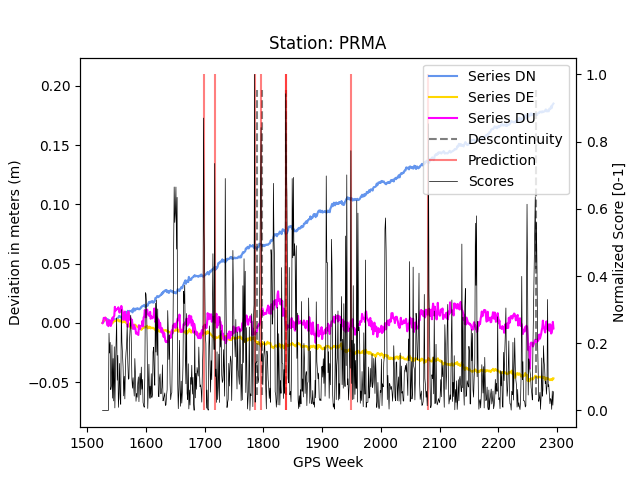 Station: PRMA
Deviation in meters (m)
0.20
0.15
0.10
0.05
0.00
−0.05
Series DN
Series DE
Series DU
Descontinuity
Prediction
Scores
1.0
0.8
0.6
0.4
0.2
0.0
Normalized Score [0-1]
1500 1600 1700 1800 1900 2000 2100 2200 2300
GPS Week